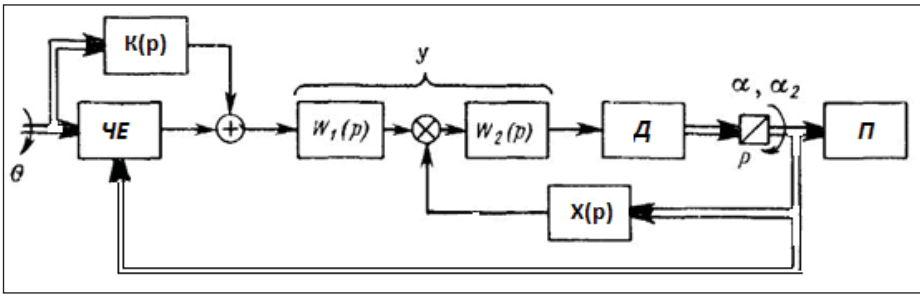 K(p)
У
α, α₂
ЧЕ
+
W₁(p)
W₂(p)
Д
П
Θ
P
X(p)